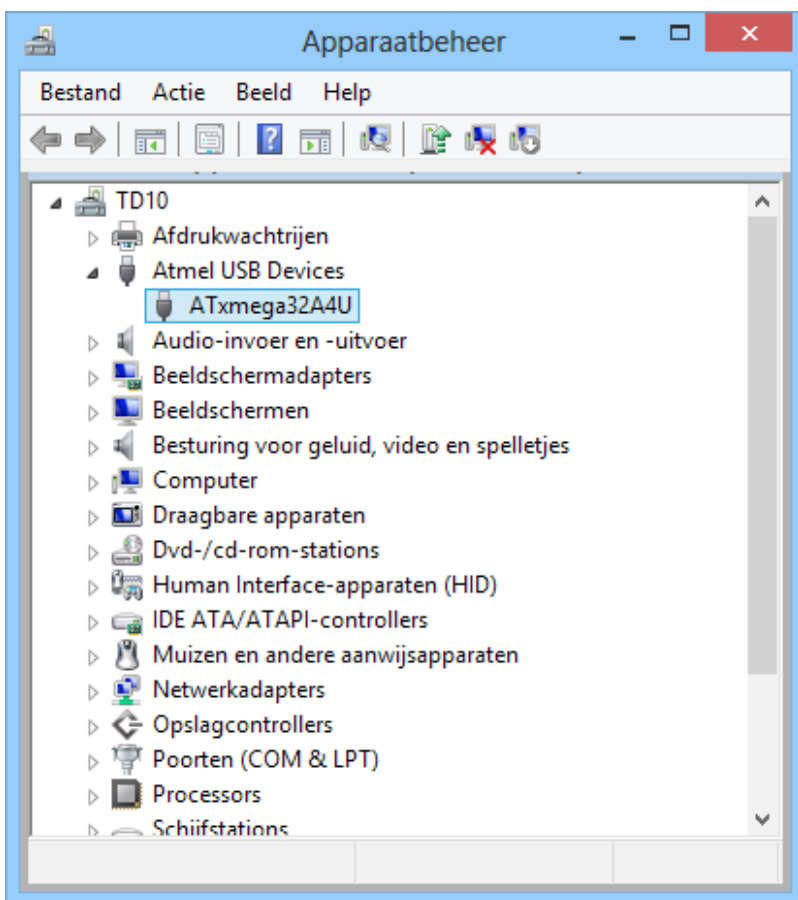 Apparaatbeheer
Bestand Actie Beeld Help
TD10
Afdrukwachtrijen
Atmel USB Devices
ATxmega32A4U
Audio-invoer en -uitvoer
Beeldschermadapters
Beeldschermen
Besturing voor geluid, video en spelletjes
Computer
Draagbare apparaten
Dvd-/cd-rom-stations
Human Interface-apparaten (HID)
IDE ATA/ATAPI-controllers
Muizen en andere aanwijsapparaten
Netwerkadapters
Opslagcontrollers
Poorten (COM & LPT)
Processors
Schijfstations